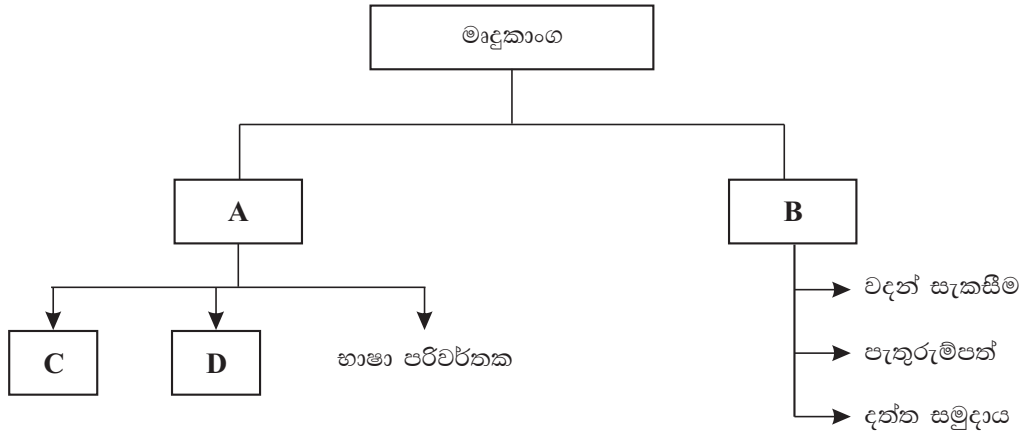 මෘදුකාංග
A
B
වදන් සැකසීම
C
D
භාෂා පරිවර්තක
පැතුරුම්පත්
දත්ත සමුදාය